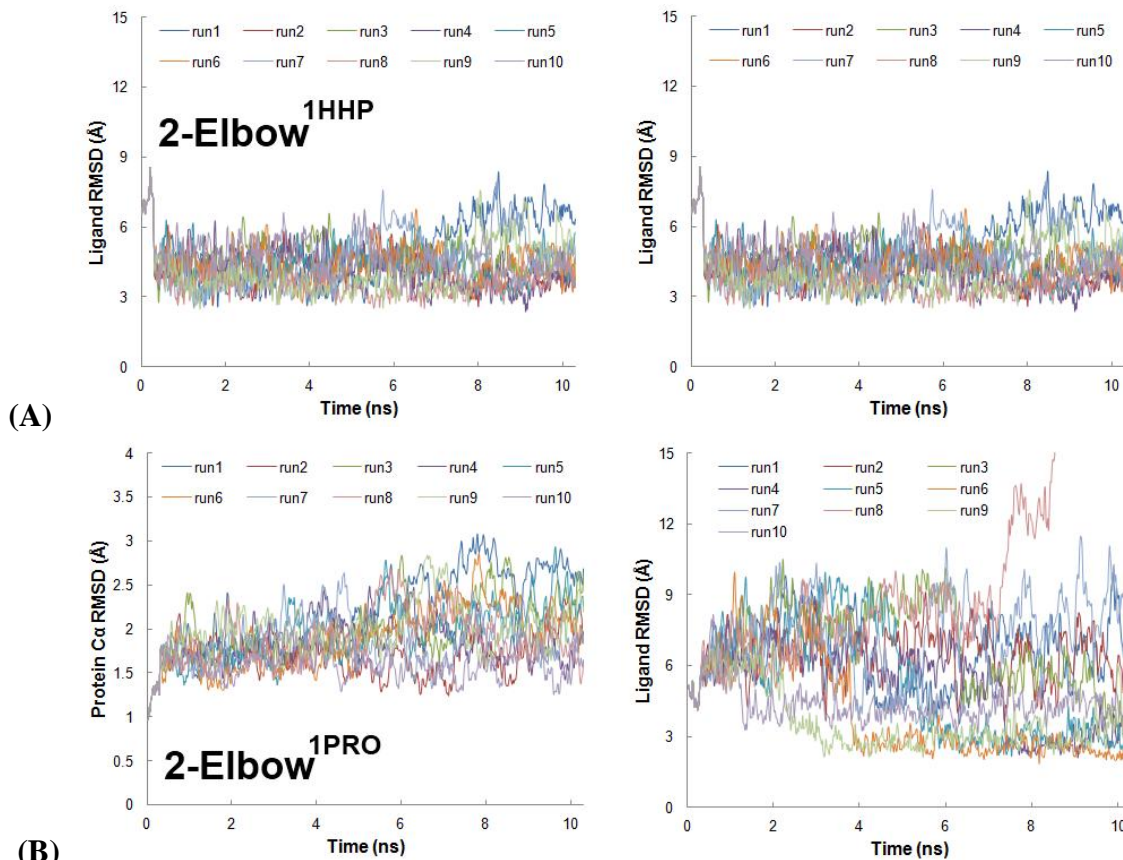 15
12
9
6
3
0
Ligand RMSD (Å)
run1 run2 run3 run4 run5
run6 run7 run8 run9 run10
2-Elbow 1HHP
0 2 4 6 8 10
Time (ns)
15
12
9
6
3
0
Ligand RMSD (Å)
run1 run2 run3 run4 run5
run6 run7 run8 run9 run10
0 2 4 6 8 10
Time (ns)
(A)
4
3.5
3
2.5
2
1.5
1
0.5
0
Protein Cα RMSD (Å)
run1 run2 run3 run4 run5
run6 run7 run8 run9 run10
2-Elbow 1PRO
0 2 4 6 8 10
Time (ns)
15
12
9
6
3
0
Ligand RMSD (Å)
run1 run2 run3
run4 run5 run6
run7 run8 run9
run10
0 2 4 6 8 10
Time (ns)
(B)